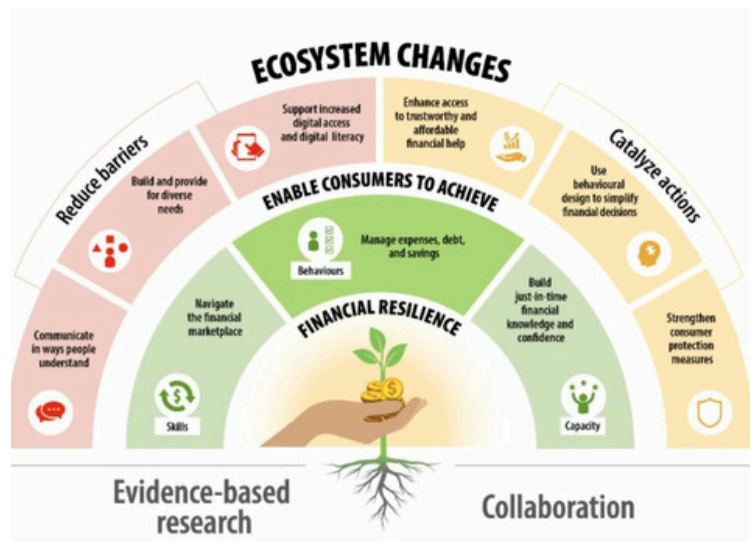 ECOSYSTEM CHANGES
Reduce barriers
Communicate
in ways people
understand
Build and provide
for diverse
needs
Support increased
digital access
and digital literacy
Catalyze actions
Enhance access
to trustworthy and
affordable
financial help
Use
behavioural
design to simplify
financial decisions
Strengthen
consumer
protection
measures
ENABLE CONSUMERS TO ACHIEVE
Navigate
the financial
marketplace
Skills
Manage expenses, debt,
and savings
Behaviours
Build
just-in-time
financial
knowledge and
confidence
Capacity
FINANCIAL RESILIENCE
$
$
$
$
Evidence-based
research
Collaboration